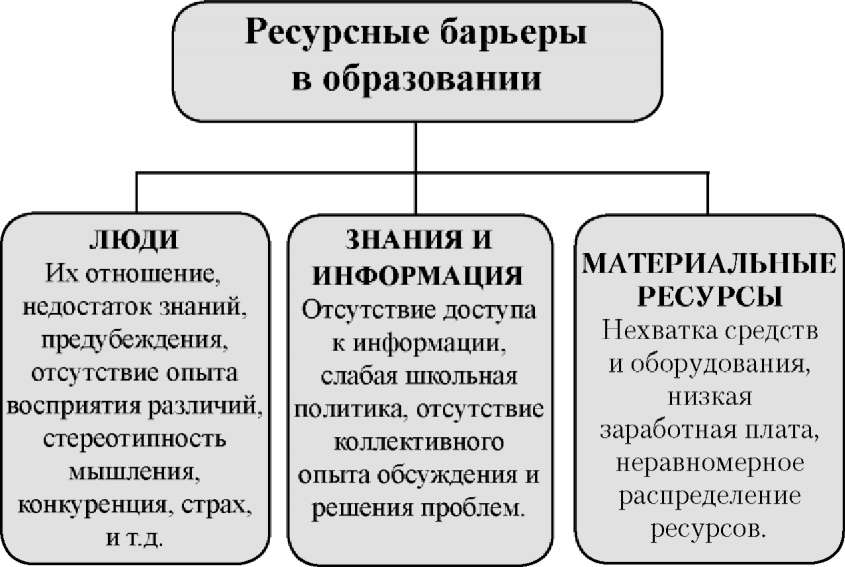 Ресурсные барьеры
в образовании
ЛЮДИ
Их отношение,
недостаток знаний,
предубеждения,
отсутствие опыта
восприятия различий,
стереотипность
мышления,
конкуренция, страх,
и т.д.
ЗНАНИЯ И
ИНФОРМАЦИЯ
Отсутствие доступа
к информации,
слабая школьная
политика, отсутствие
коллективного
опыта обсуждения и
решения проблем.
МАТЕРИАЛЬНЫЕ
РЕСУРСЫ
Нехватка средств
и оборудования,
низкая
заработная плата,
неравномерное
распределение
ресурсов.